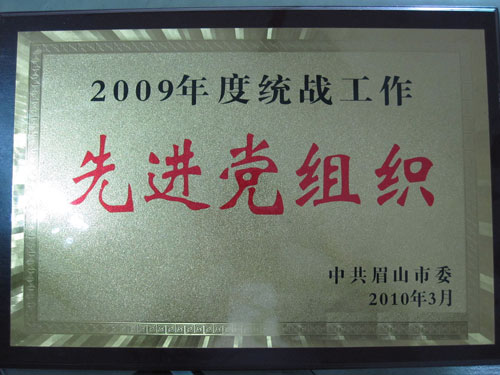 2009年度统战工作
先进党组织
中共眉山市委
2010年3月